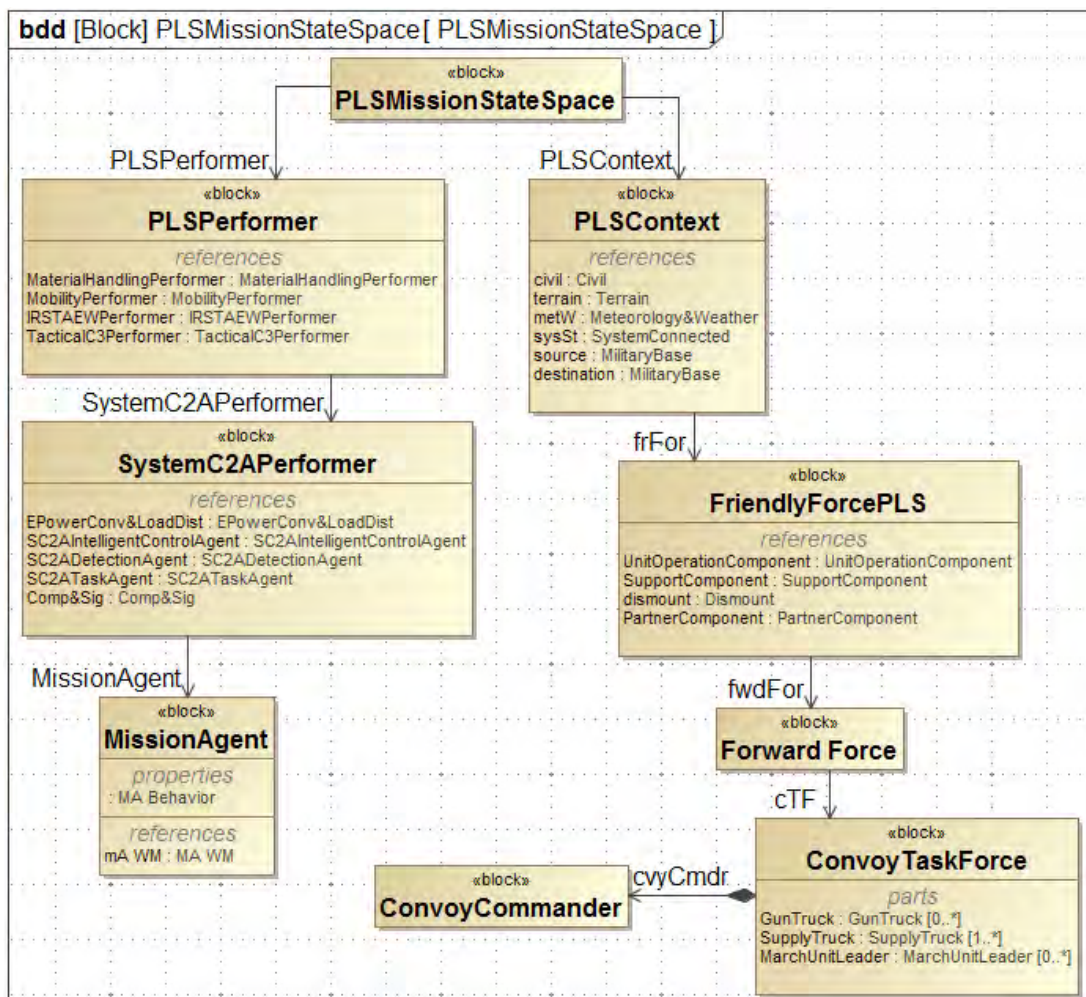 bdd [Block] PLSMissionStateSpace[ PLSMissionStateSpace ]
«block»
PLSMissionStateSpace
PLSPerformer
PLSContext
«block»
PLSPerformer
references
MaterialHandlingPerformer : MaterialHandlingPerformer
MobilityPerformer : MobilityPerformer
IRSTAEWPerformer : IRSTAEWPerformer
TacticalC3Performer : TacticalC3Performer
«block»
PLSContext
references
civil : Civil
terrain : Terrain
metW : Meteorology&Weather
sysSt : SystemConnected
source : MilitaryBase
destination : MilitaryBase
SystemC2APerformer
frFor
«block»
SystemC2APerformer
references
EPowerConv&LoadDist : EPowerConv&LoadDist
SC2AIntelligentControlAgent : SC2AIntelligentControlAgent
SC2ADetectionAgent : SC2ADetectionAgent
SC2ATaskAgent : SC2ATaskAgent
Comp&Sig : Comp&Sig
«block»
FriendlyForcePLS
references
UnitOperationComponent : UnitOperationComponent
SupportComponent : SupportComponent
dismount : Dismount
PartnerComponent : PartnerComponent
MissionAgent
fwdFor
«block»
MissionAgent
properties
: MA Behavior
references
mA WM : MA WM
«block»
Forward Force
cTF
«block»
ConvoyTaskForce
parts
GunTruck : GunTruck [0..*]
SupplyTruck : SupplyTruck [1..*]
MarchUnitLeader : MarchUnitLeader [0..*]
cvyCmdr
«block»
ConvoyCommander